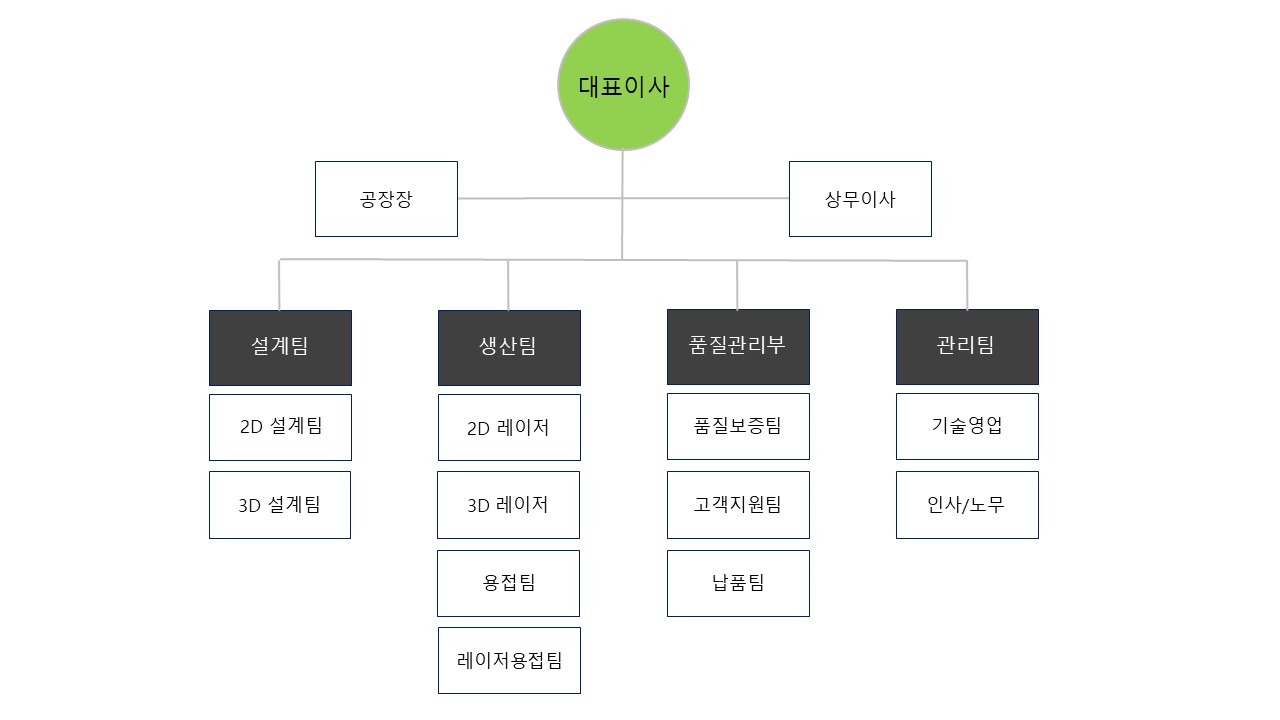 대표이사
공장장
상무이사
설계팀
생산팀
품질관리부
관리팀
2D 설계팀
2D 레이저
품질보증팀
기술영업
3D 설계팀
3D 레이저
고객지원팀
인사/노무
용접팀
납품팀
레이저용접팀